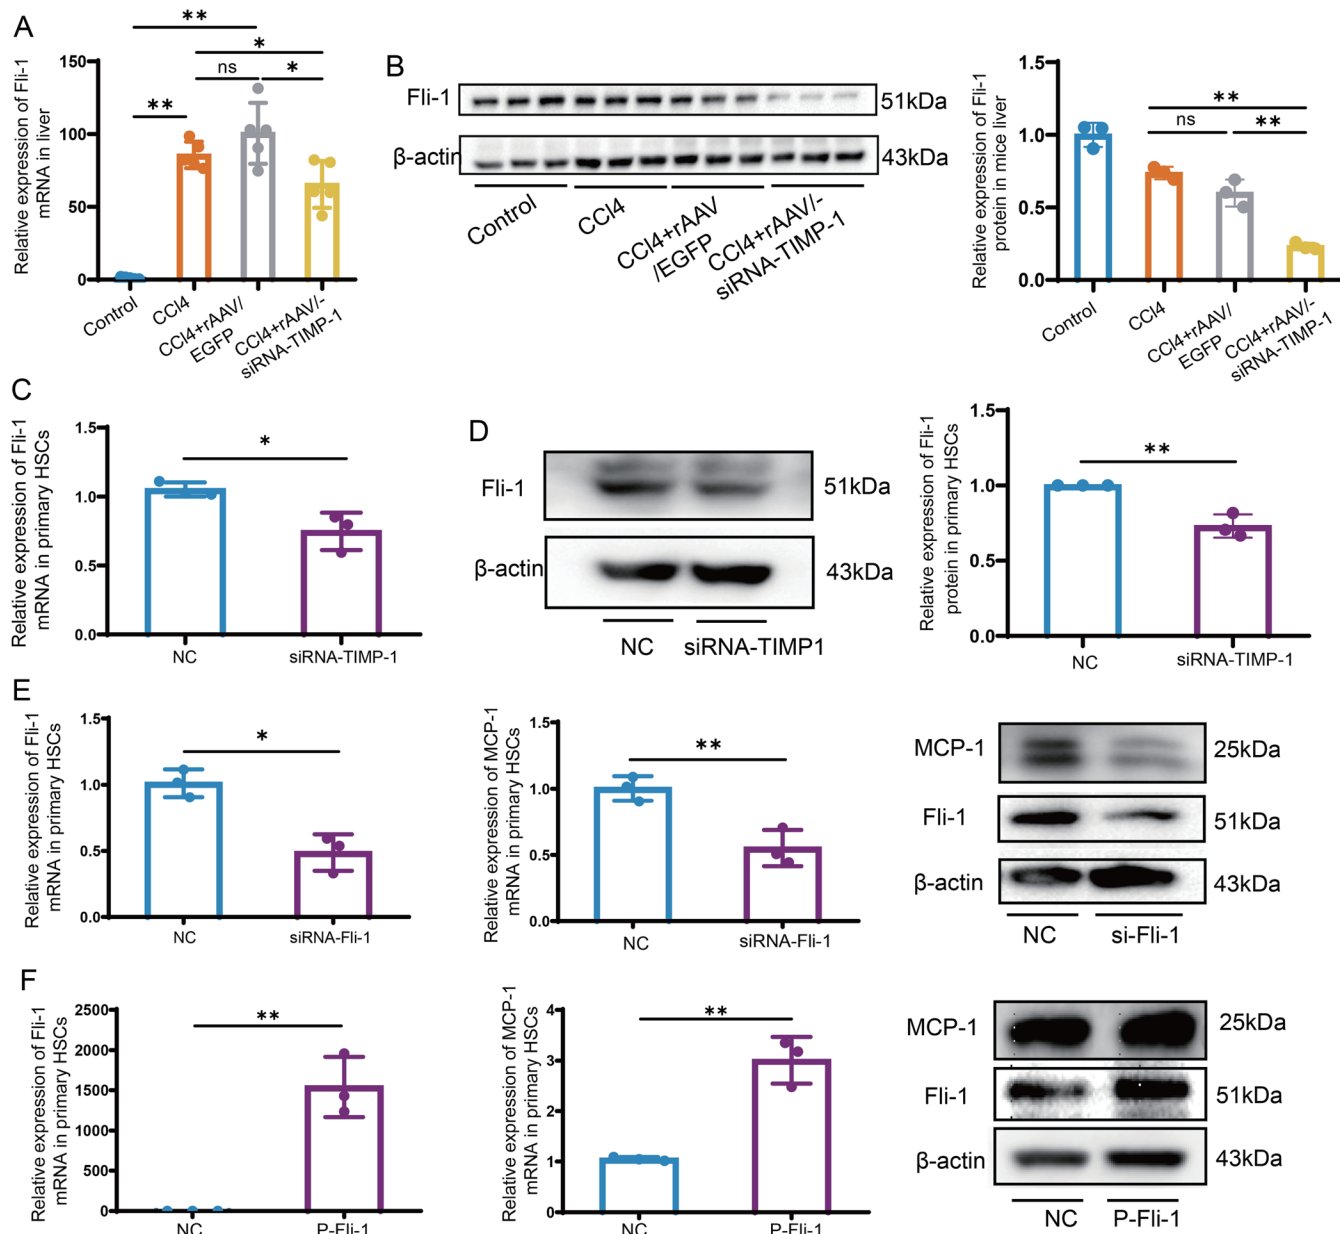 A
Relative expression of Fli-1
mRNA in liver
150
100
50
0
**
*
ns
*
**
Control
CCl4
CCl4+rAAV/
EGFP
CCl4+rAAV/-
siRNA-TIMP-1
B
Fli-1
51kDa
β-actin
43kDa
Control
CCl4
CCl4+rAAV
/EGFP
CCl4+rAAV/-
siRNA-TIMP-1
Relative expression of Fli-1
protein in mice liver
1.5
1.0
0.5
0.0
**
ns
**
Control
CCl4
CCl4+rAAV/
EGFP
CCl4+rAAV/-
siRNA-TIMP-1
C
Relative expression of Fli-1
mRNA in primary HSCs
1.5
1.0
0.5
0.0
*
NC
siRNA-TIMP-1
D
Fli-1
51kDa
β-actin
43kDa
NC
siRNA-TIMP1
Relative expression of Fli-1
protein in primary HSCs
1.5
1.0
0.5
0.0
**
NC
siRNA-TIMP-1
E
Relative expression of Fli-1
mRNA in primary HSCs
1.5
1.0
0.5
0.0
*
NC
siRNA-Fli-1
Relative expression of MCP-1
mRNA in primary HSCs
1.5
1.0
0.5
0.0
**
NC
siRNA-Fli-1
MCP-1
25kDa
Fli-1
51kDa
β-actin
43kDa
NC
si-Fli-1
F
Relative expression of Fli-1
mRNA in primary HSCs
2500
2000
1500
1000
500
0
**
NC
P-Fli-1
Relative expression of MCP-1
mRNA in primary HSCs
4
3
2
1
0
**
NC
P-Fli-1
MCP-1
25kDa
Fli-1
51kDa
β-actin
43kDa
NC
P-Fli-1